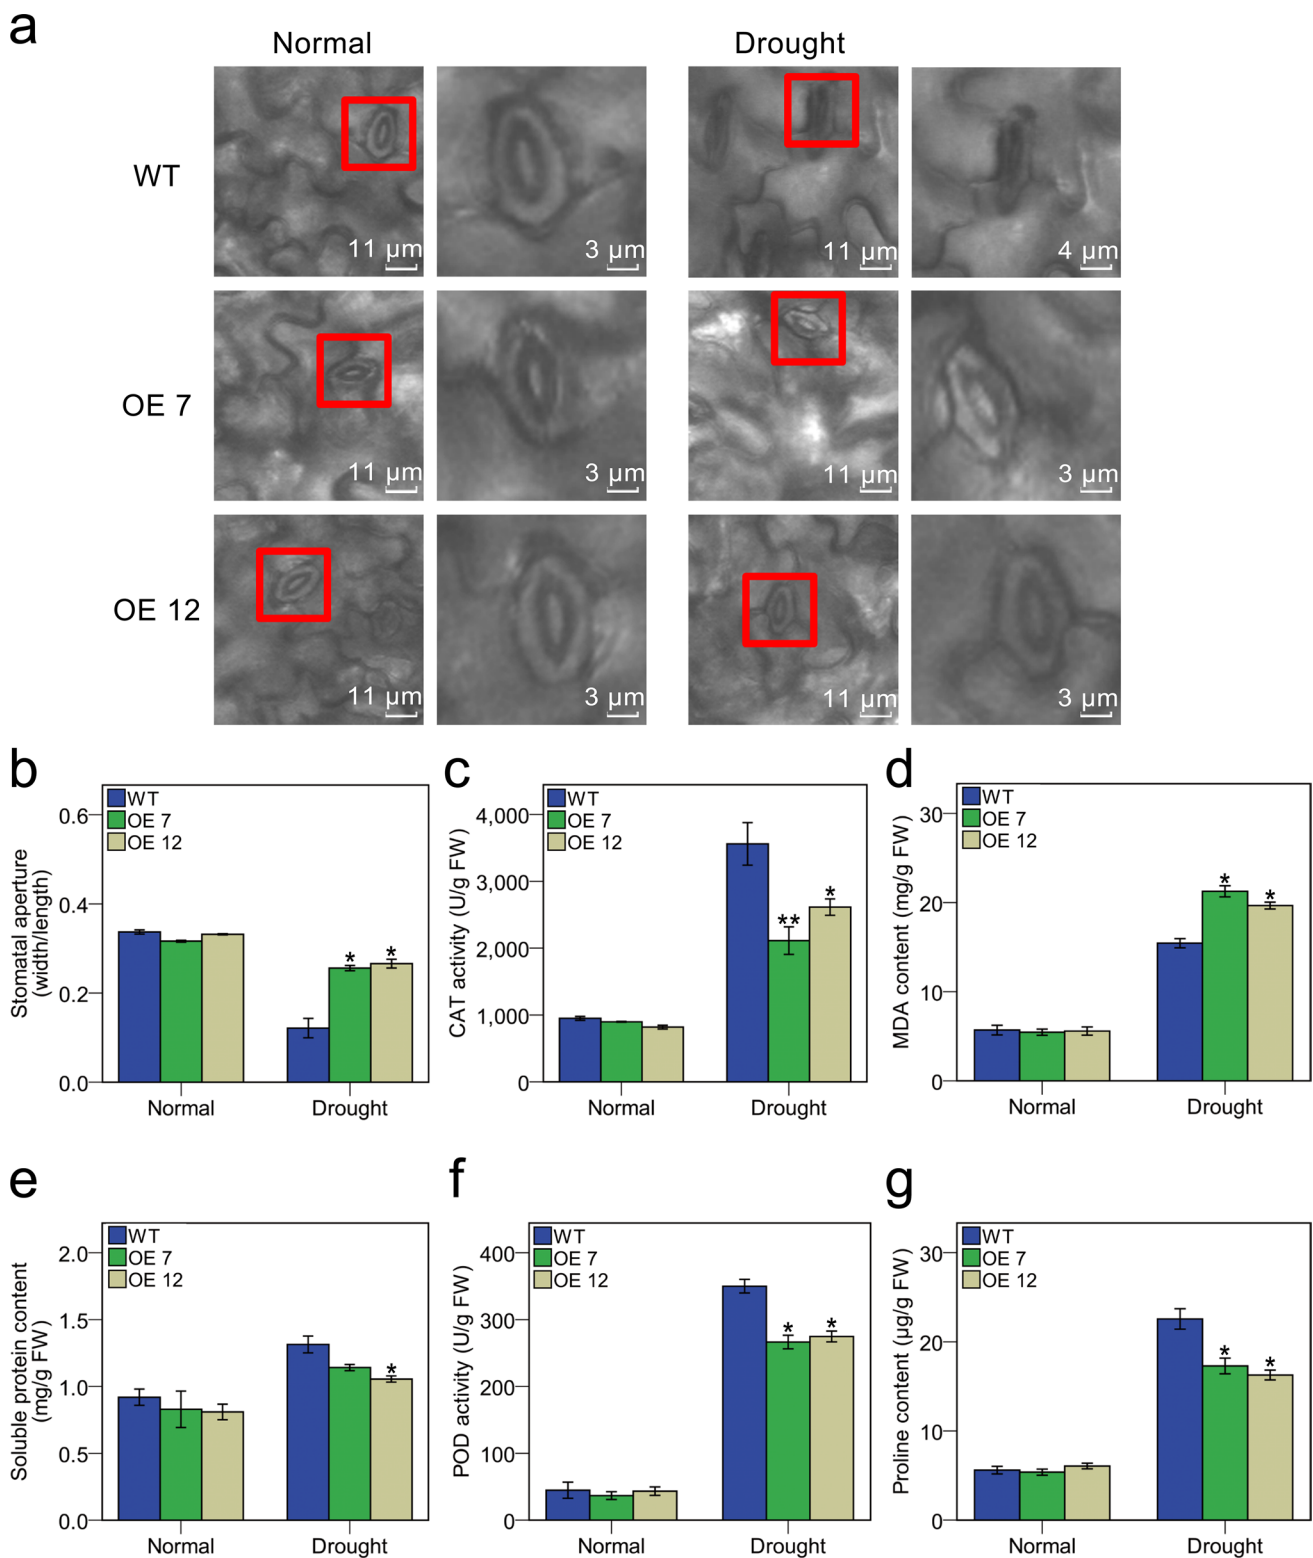 a
Normal
Drought
WT
11 μm
3 μm
11 μm
4 μm
OE 7
11 μm
3 μm
11 μm
3 μm
OE 12
11 μm
3 μm
11 μm
3 μm
b
Stomatal aperture
(width/length)
0.6
0.4
0.2
0.0
WT
OE 7
OE 12
*
*
Normal
Drought
c
CAT activity (U/g FW)
4,000
3,000
2,000
1,000
0
WT
OE 7
OE 12
**
*
Normal
Drought
d
MDA content (mg/g FW)
30
20
10
0
WT
OE 7
OE 12
*
*
Normal
Drought
e
Soluble protein content
(mg/g FW)
2.0
1.5
1.0
0.5
0.0
WT
OE 7
OE 12
*
Normal
Drought
f
POD activity (U/g FW)
400
300
200
100
0
WT
OE 7
OE 12
*
*
Normal
Drought
g
Proline content (μg/g FW)
30
20
10
0
WT
OE 7
OE 12
*
*
Normal
Drought